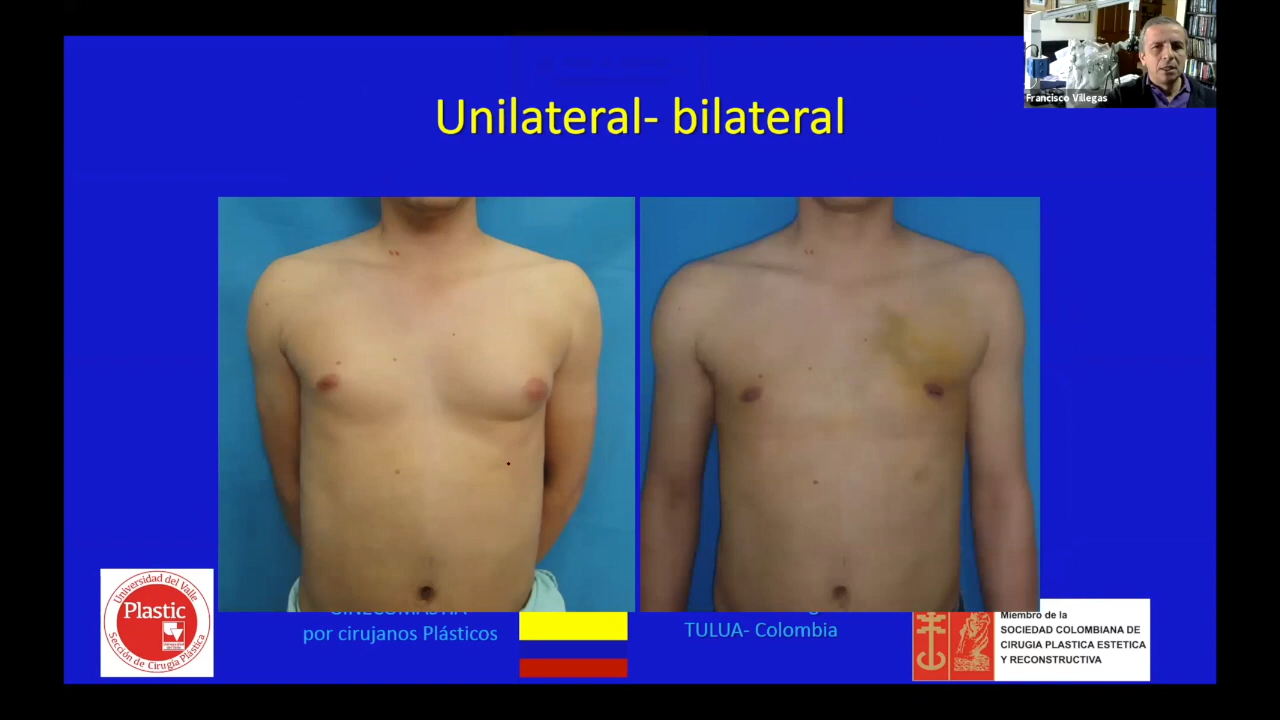 Francisco Villegas
Unilateral- bilateral
GINECOMASTIA
por cirujanos Plásticos
TULUA- Colombia
Universidad del Valle
Plastic
Sección de Cirugía Plástica
Miembro de la
SOCIEDAD COLOMBIANA DE
CIRUGIA PLASTICA ESTETICA
Y RECONSTRUCTIVA